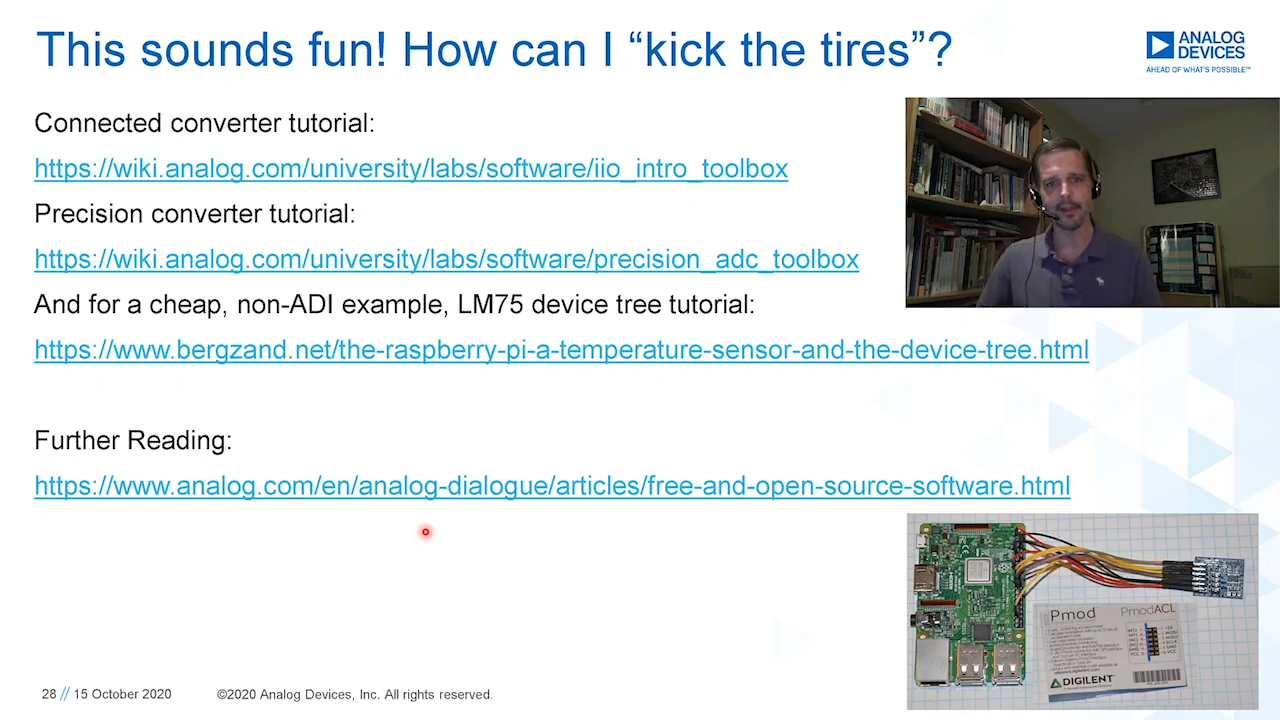 This sounds fun! How can I “kick the tires”?
ANALOG
DEVICES
AHEAD OF WHAT'S POSSIBLE™
Connected converter tutorial:
https://wiki.analog.com/university/labs/software/iio_intro_toolbox
Precision converter tutorial:
https://wiki.analog.com/university/labs/software/precision_adc_toolbox
And for a cheap, non-ADI example, LM75 device tree tutorial:
https://www.bergzand.net/the-raspberry-pi-a-temperature-sensor-and-the-device-tree.html
Further Reading:
https://www.analog.com/en/analog-dialogue/articles/free-and-open-source-software.html
Pmod
PmodACL
DIGILENT
28 // 15 October 2020
©2020 Analog Devices, Inc. All rights reserved.